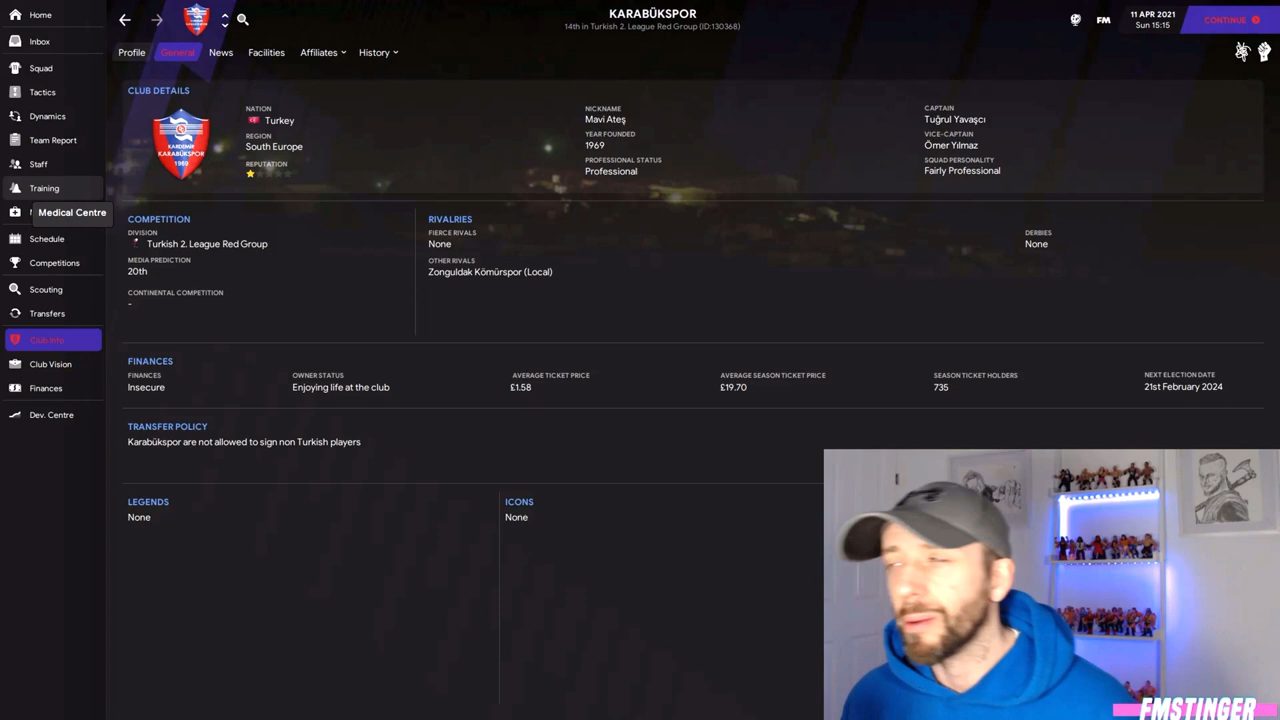 Home
Inbox
Squad
Tactics
Dynamics
Team Report
Staff
Training
Medical Centre
Schedule
Competitions
Scouting
Transfers
Club Info
Club Vision
Finances
Dev. Centre
KARABÜKSPOR
14th in Turkish 2. League Red Group (ID:130368)
FM
11 APR 2021
Sun 15:15
CONTINUE
Profile
General
News
Facilities
Affiliates
History
CLUB DETAILS
KARDEMİR
KARABÜKSPOR
1969
NATION
Turkey
REGION
South Europe
REPUTATION
NICKNAME
Mavi Ateş
YEAR FOUNDED
1969
PROFESSIONAL STATUS
Professional
CAPTAIN
Tuğrul Yavaşcı
VICE-CAPTAIN
Ömer Yılmaz
SQUAD PERSONALITY
Fairly Professional
COMPETITION
DIVISION
Turkish 2. League Red Group
MEDIA PREDICTION
20th
CONTINENTAL COMPETITION
-
RIVALRIES
FIERCE RIVALS
None
OTHER RIVALS
Zonguldak Kömürspor (Local)
DERBIES
None
FINANCES
FINANCES
Insecure
OWNER STATUS
Enjoying life at the club
AVERAGE TICKET PRICE
£1.58
AVERAGE SEASON TICKET PRICE
£19.70
SEASON TICKET HOLDERS
735
NEXT ELECTION DATE
21st February 2024
TRANSFER POLICY
Karabükspor are not allowed to sign non Turkish players
LEGENDS
None
ICONS
None
FMSTINGER